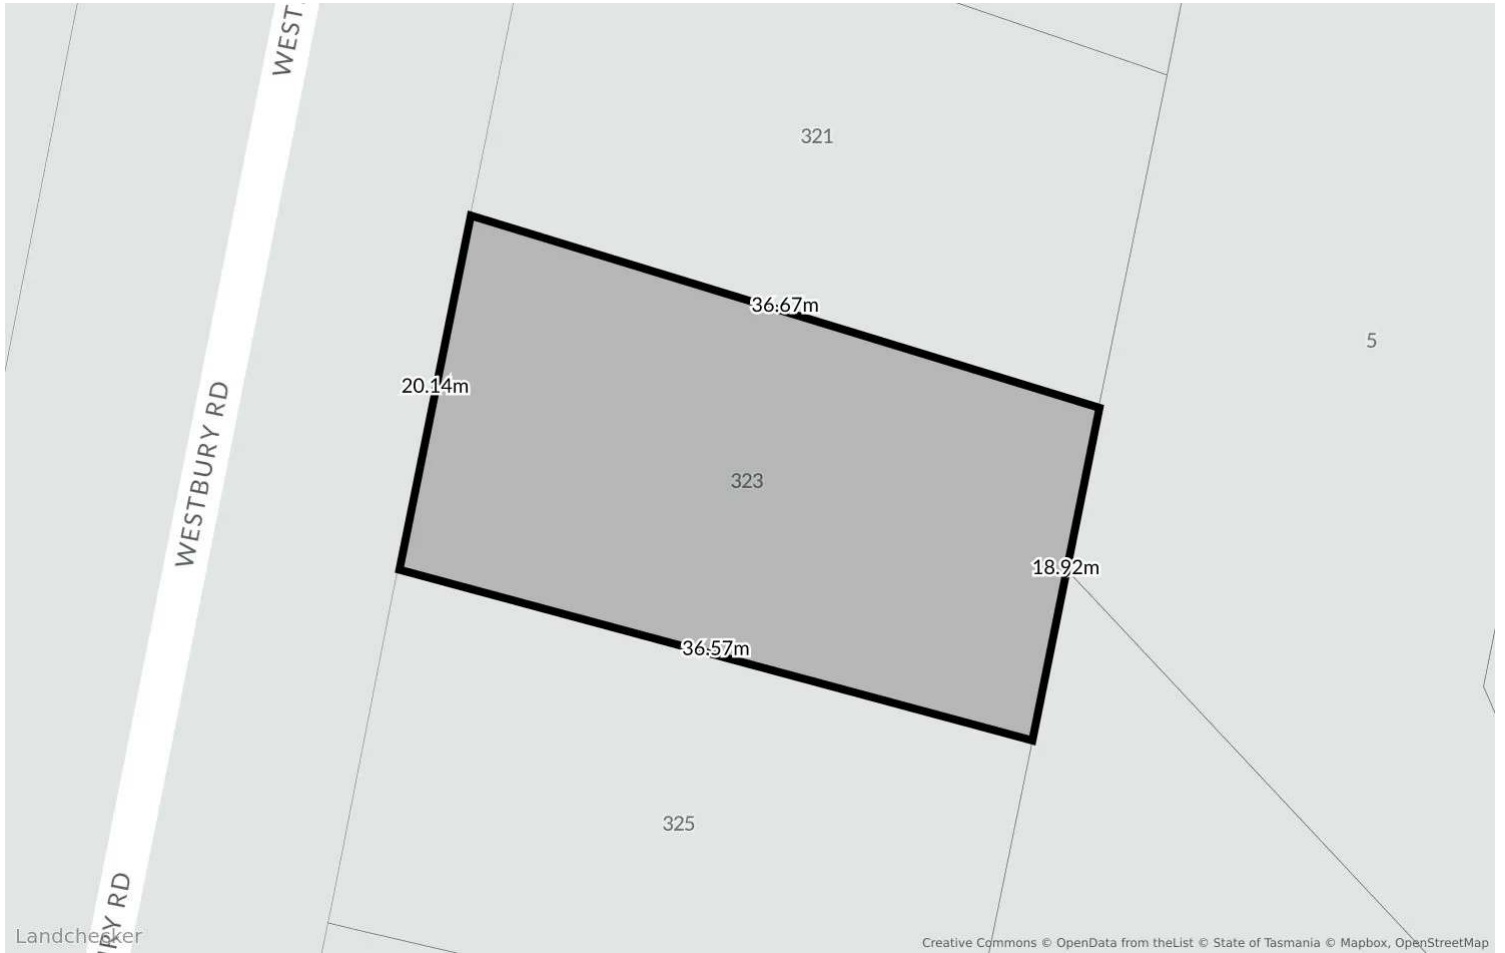 WEST
321
36.67m
5
20.14m
WESTBURY RD
323
18.92m
36.57m
325
RY RD
Landchecker
Creative Commons © OpenData from theList © State of Tasmania © Mapbox, OpenStreetMap